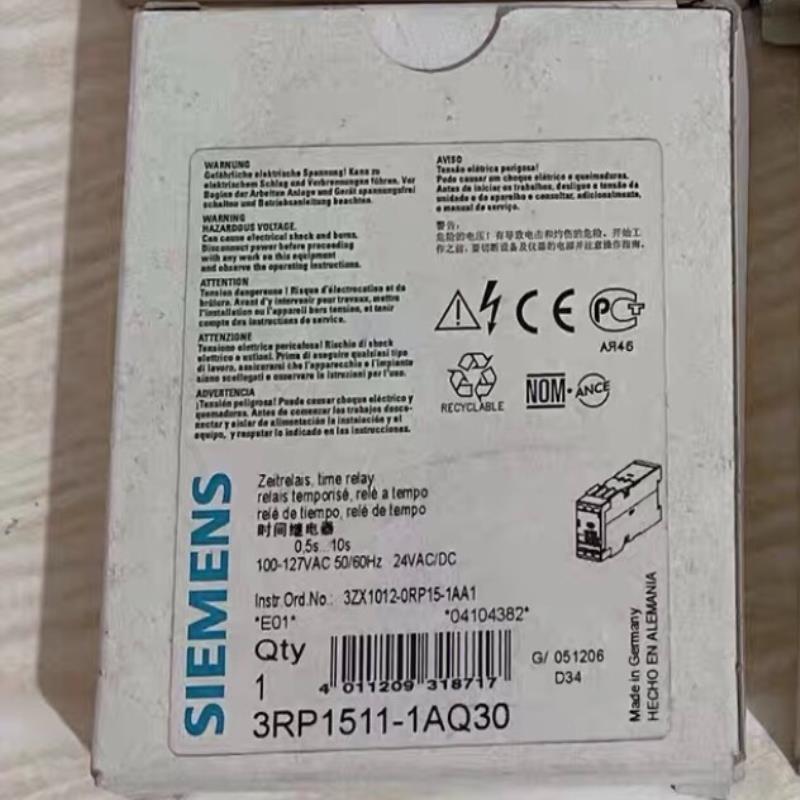 WARNUNG
Gefährliche elektrische Spannung! Kann zu
elektrischem Schlag und Verbrennungen führen. Vor
Beginn der Arbeiten Anlage und Gerät spannungsfrei
schalten und Betriebsanleitung beachten.
WARNING
HAZARDOUS VOLTAGE.
Can cause electrical shock and burns.
Disconnect power before proceeding
with any work on this equipment
and observe the operating instructions.
ATTENTION
Tension dangereuse ! Risque d'électrocution et de
brûlure. Avant d'intervenir pour travaux, mettre
l'installation ou l'appareil hors tension, et tenir
compte des instructions de service.
ATTENZIONE
Tensione elettrica pericolosa! Rischio di shock
elettrico e ustioni. Prima di eseguire qualsiasi tipo
di lavoro, assicurarsi che l'apparecchio e l'impianto
siano scollegati e osservare le istruzioni per l'uso.
ADVERTENCIA
¡Tensión peligrosa! Puede causar choque eléctrico y
quemaduras. Antes de comenzar los trabajos desco-
nectar y aislar de alimentación la instalación y el
equipo, y respetar lo indicado en las instrucciones.
AVISO
Tensão elétrica perigosa!
Pode causar um choque elétrico e queimaduras.
Antes de iniciar os trabalhos, desligue a tensão da
unidade e do aparelho e consultar, adicionalmente,
o manual de serviço.
警告:
危险的电压!有导致电击和灼伤的危险。开始工
作之前,要切断设备及仪器的电源并注意操作指南。
CE PCT
АЯ46
RECYCLABLE
NOM-ANCE
SIEMENS
Zeitrelais, time relay
relais temporisé, relè a tempo
relé de tiempo, relé de tempo
时间继电器
0,5s...10s
100-127VAC 50/60Hz 24VAC/DC
Instr.Ord.No.: 3ZX1012-0RP15-1AA1
*E01* *04104382*
Qty
1
4 011209 318717
G/ 051206
D34
3RP1511-1AQ30
Made in Germany
HECHO EN ALEMANIA